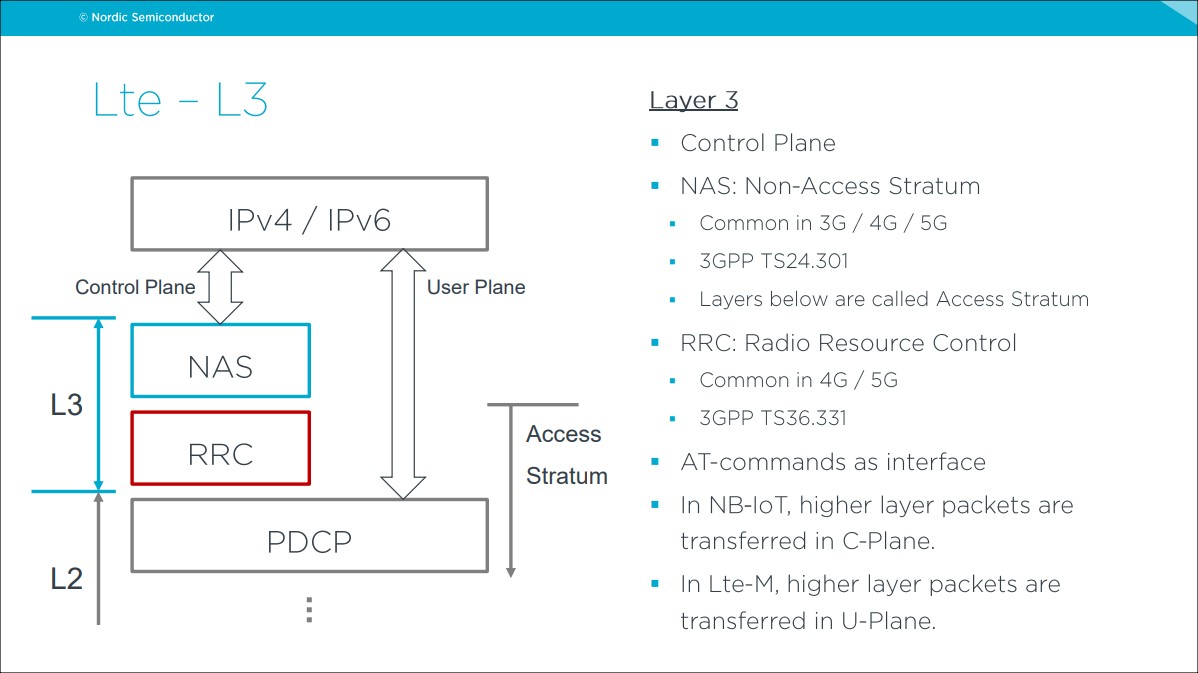 © Nordic Semiconductor
Lte – L3
IPv4 / IPv6
Control Plane
User Plane
NAS
L3
RRC
Access
Stratum
PDCP
L2
Layer 3
Control Plane
NAS: Non-Access Stratum
Common in 3G / 4G / 5G
3GPP TS24.301
Layers below are called Access Stratum
RRC: Radio Resource Control
Common in 4G / 5G
3GPP TS36.331
AT-commands as interface
In NB-IoT, higher layer packets are
transferred in C-Plane.
In Lte-M, higher layer packets are
transferred in U-Plane.